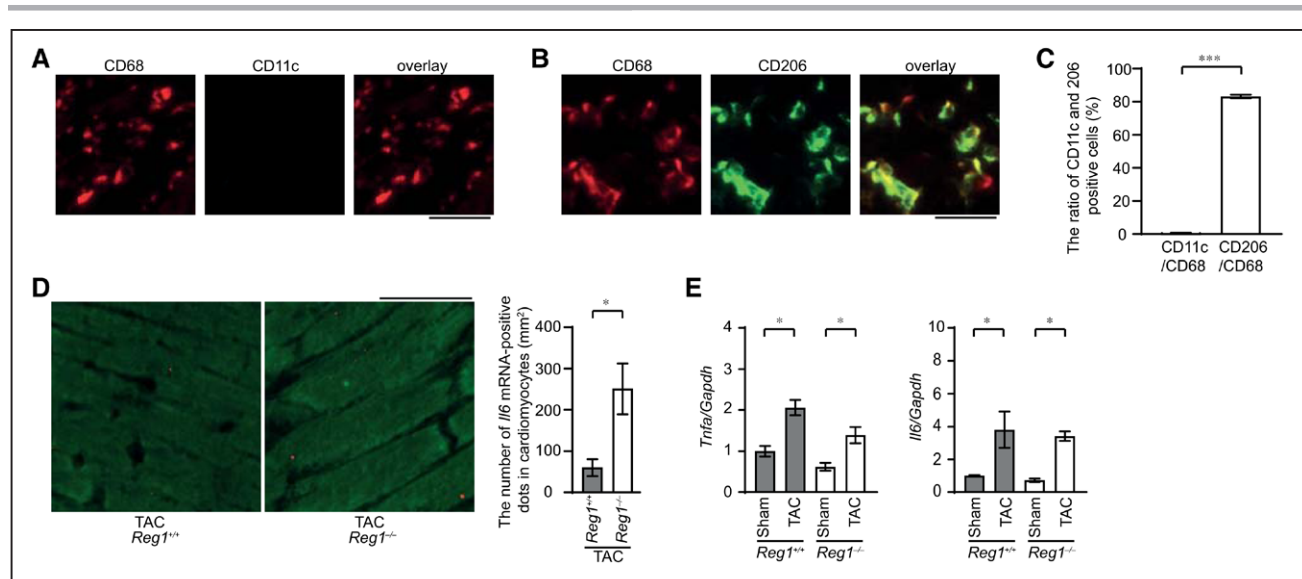 A
CD68 CD11c overlay
B
CD68 CD206 overlay
C
The ratio of CD11c and 206
positive cells (%)
100
80
60
40
20
0
***
CD11c
/CD68
CD206
/CD68
D
TAC
Reg1+/+
TAC
Reg1-/-
The number of Il6 mRNA-positive
dots in cardiomyocytes (mm²)
400
300
200
100
0
*
Reg1+/+
Reg1-/-
TAC
E
Tnfa/Gapdh
4
3
2
1
0
* *
Sham
TAC
Sham
TAC
Reg1+/+ Reg1-/-
Il6/Gapdh
10
8
6
4
2
0
* *
Sham
TAC
Sham
TAC
Reg1+/+ Reg1-/-